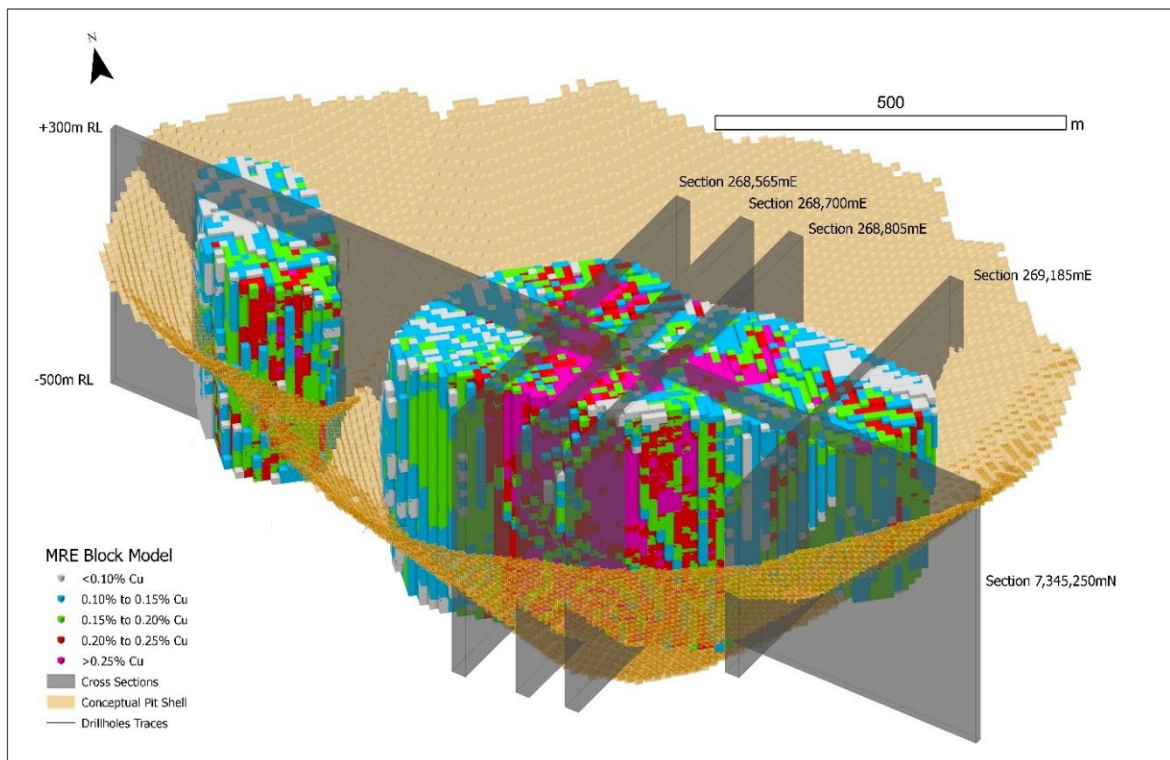 N
500
m
+300m RL
Section 268,565mE
Section 268,700mE
Section 268,805mE
Section 269,185mE
-500m RL
Section 7,345,250mN
MRE Block Model
<0.10% Cu
0.10% to 0.15% Cu
0.15% to 0.20% Cu
0.20% to 0.25% Cu
>0.25% Cu
Cross Sections
Conceptual Pit Shell
Drillholes Traces